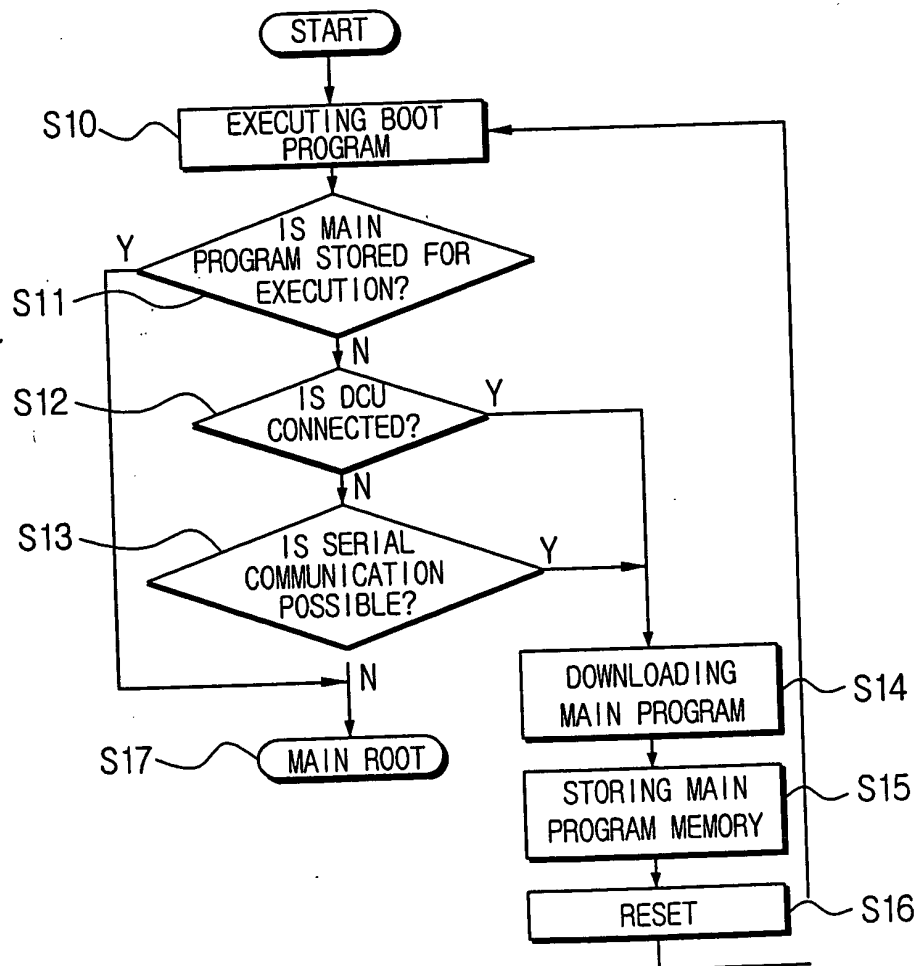 START
S10
EXECUTING BOOT
PROGRAM
Y
IS MAIN
PROGRAM STORED FOR
EXECUTION?
S11
N
S12
IS DCU
CONNECTED?
Y
N
S13
IS SERIAL
COMMUNICATION
POSSIBLE?
Y
N
DOWNLOADING
MAIN PROGRAM
S14
S17
MAIN ROOT
STORING MAIN
PROGRAM MEMORY
S15
RESET
S16